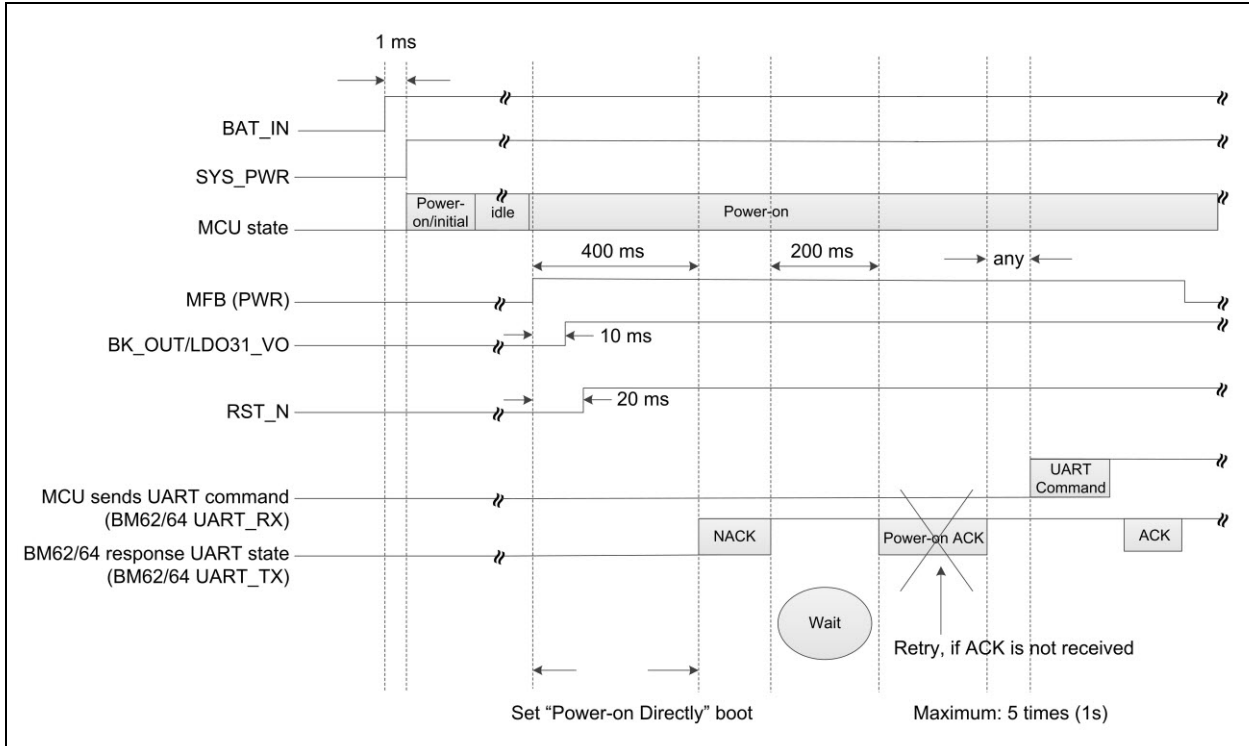 1 ms
BAT_IN
SYS_PWR
MCU state
Power-
on/initial
idle
Power-on
400 ms
200 ms
any
MFB (PWR)
BK_OUT/LDO31_VO
10 ms
RST_N
20 ms
MCU sends UART command
(BM62/64 UART_RX)
UART
Command
BM62/64 response UART state
(BM62/64 UART_TX)
NACK
Power-on ACK
ACK
Wait
Retry, if ACK is not received
Set “Power-on Directly” boot
Maximum: 5 times (1s)